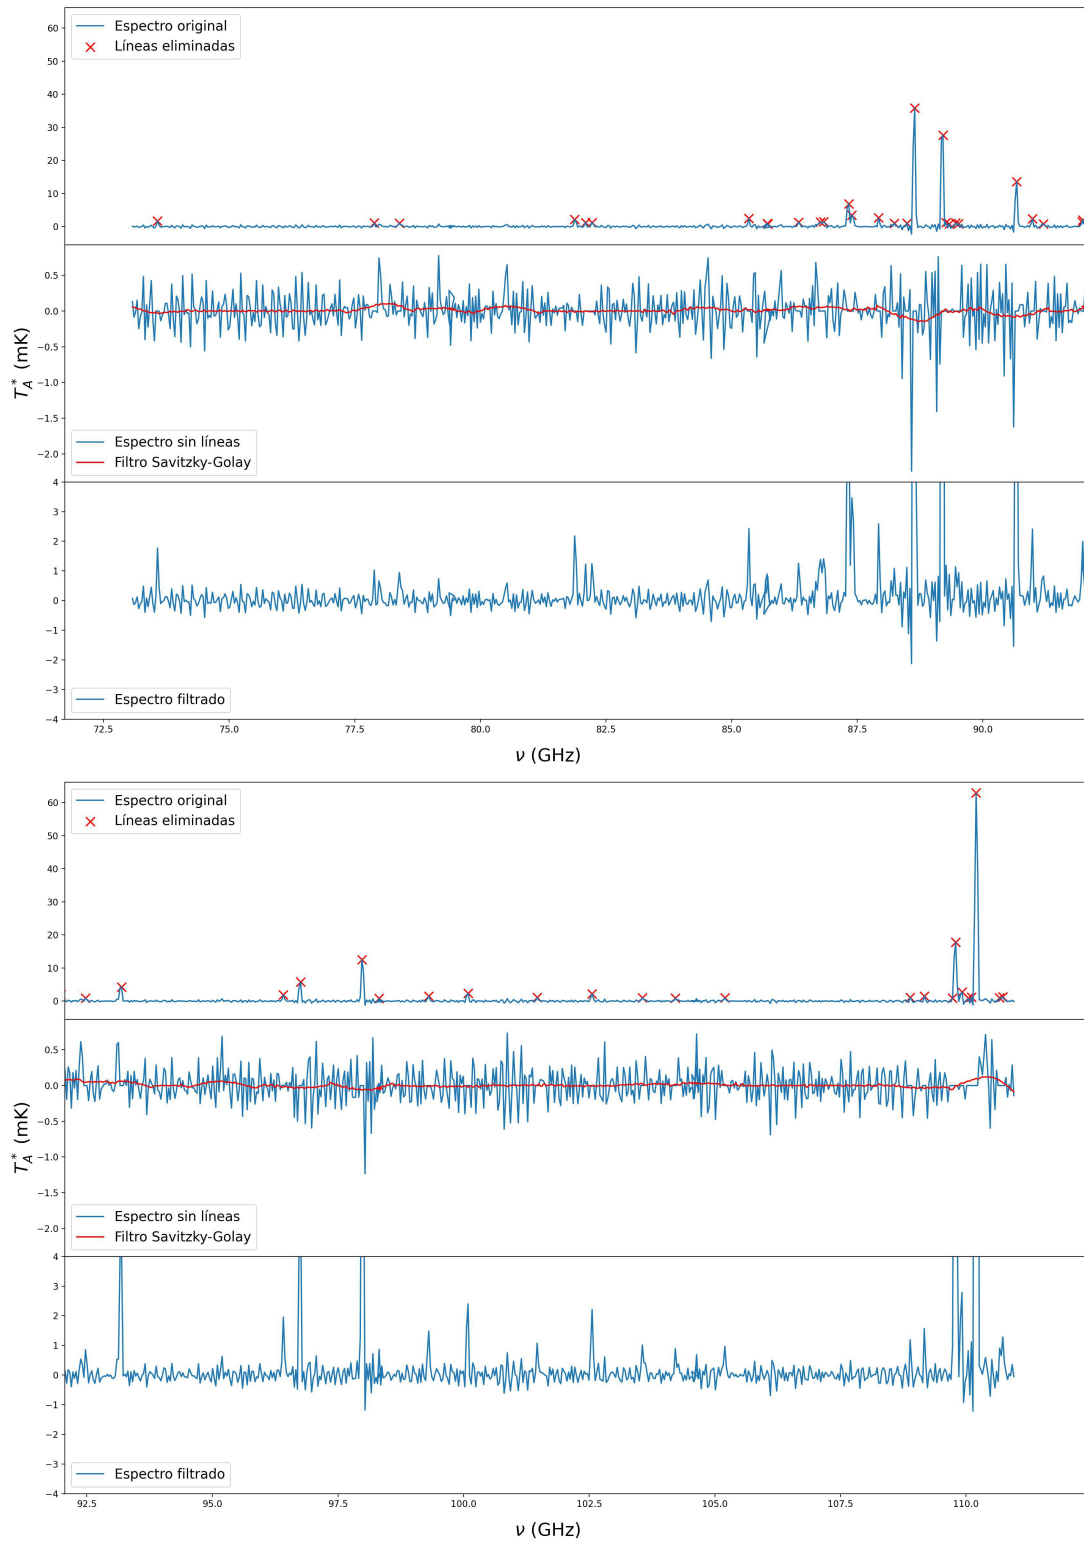 60
50
40
30
20
10
0
Espectro original
Líneas eliminadas
0.5
0.0
−0.5
−1.0
−1.5
−2.0
T_A^* (mK)
Espectro sin líneas
Filtro Savitzky-Golay
4
3
2
1
0
−1
−2
−3
−4
Espectro filtrado
72.5 75.0 77.5 80.0 82.5 85.0 87.5 90.0
ν (GHz)
60
50
40
30
20
10
0
Espectro original
Líneas eliminadas
0.5
0.0
−0.5
−1.0
−1.5
−2.0
T_A^* (mK)
Espectro sin líneas
Filtro Savitzky-Golay
4
3
2
1
0
−1
−2
−3
−4
Espectro filtrado
92.5 95.0 97.5 100.0 102.5 105.0 107.5 110.0
ν (GHz)